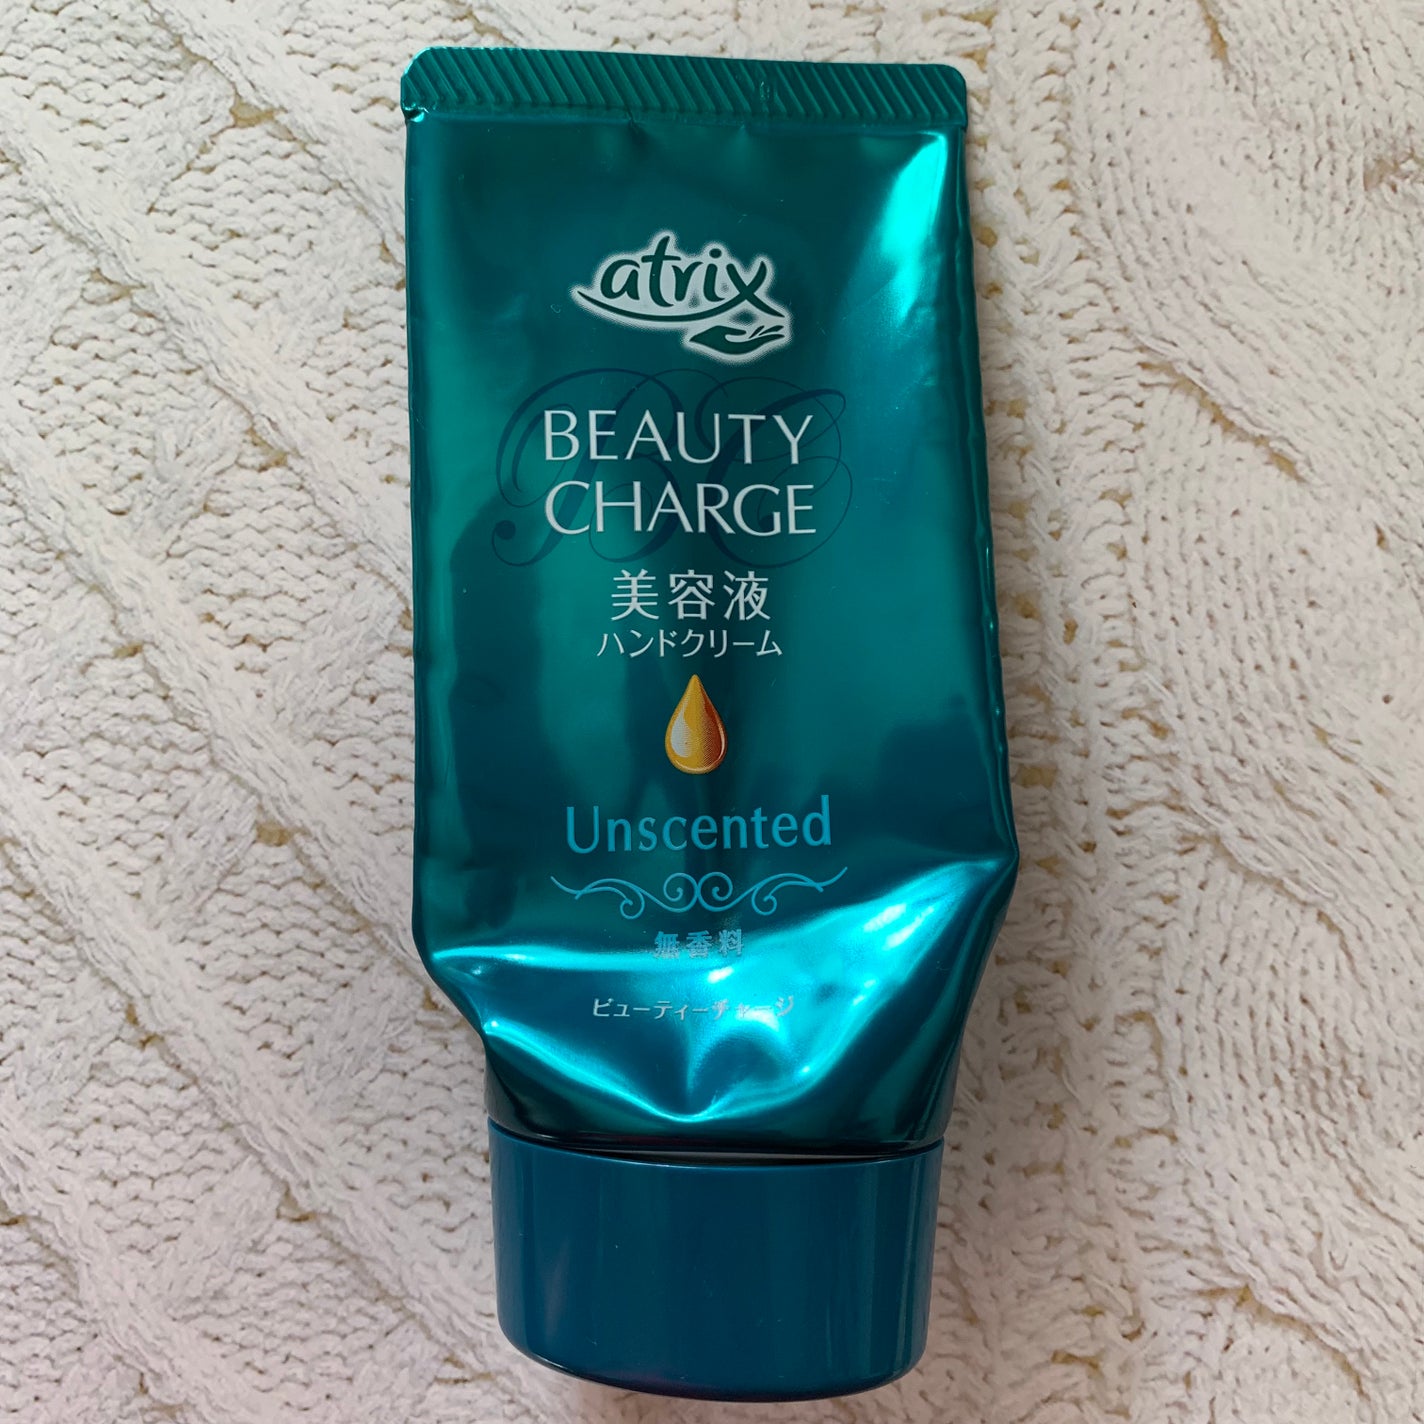 atrix
BEAUTY
CHARGE
美容液
ハンドクリーム
Unscented
無香料
ビューティーチャージ